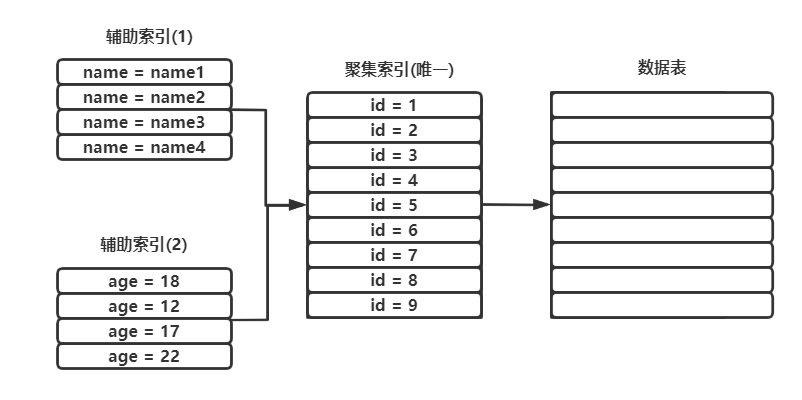 辅助索引(1)
name = name1
name = name2
name = name3
name = name4
辅助索引(2)
age = 18
age = 12
age = 17
age = 22
聚集索引(唯一)
id = 1
id = 2
id = 3
id = 4
id = 5
id = 6
id = 7
id = 8
id = 9
数据表